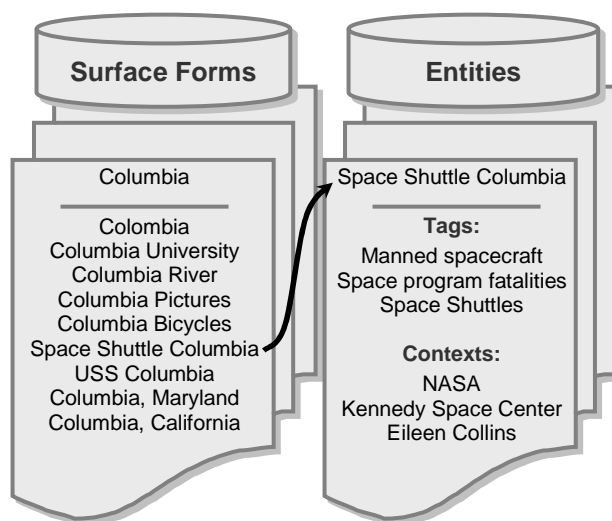 Surface Forms
Columbia
Colombia
Columbia University
Columbia River
Columbia Pictures
Columbia Bicycles
Space Shuttle Columbia
USS Columbia
Columbia, Maryland
Columbia, California
Entities
Space Shuttle Columbia
Tags:
Manned spacecraft
Space program fatalities
Space Shuttles
Contexts:
NASA
Kennedy Space Center
Eileen Collins